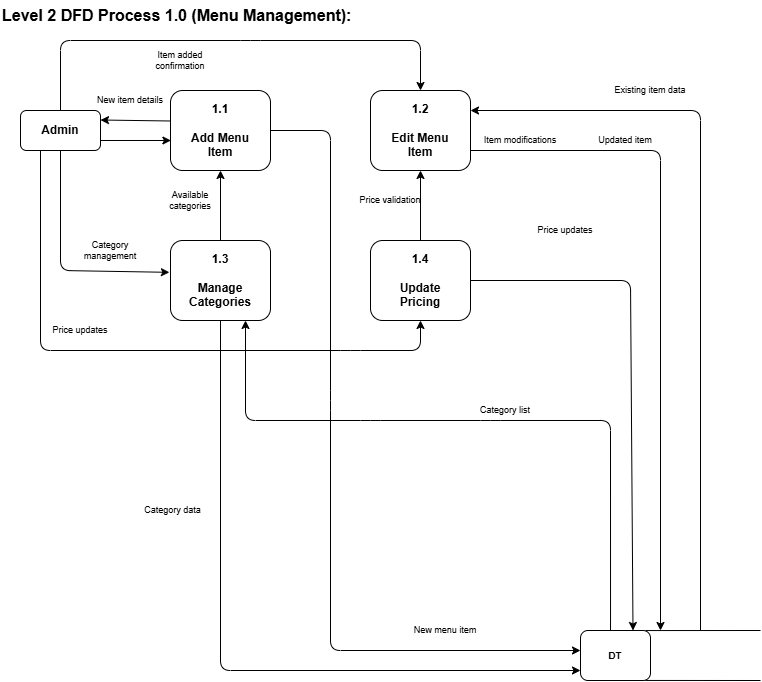 Level 2 DFD Process 1.0 (Menu Management):
Item added
confirmation
Existing item data
New item details
1.1
Add Menu
Item
1.2
Edit Menu
Item
Admin
Item modifications
Updated item
Available
categories
Price validation
Price updates
Category
management
1.3
Manage
Categories
1.4
Update
Pricing
Price updates
Category list
Category data
New menu item
DT